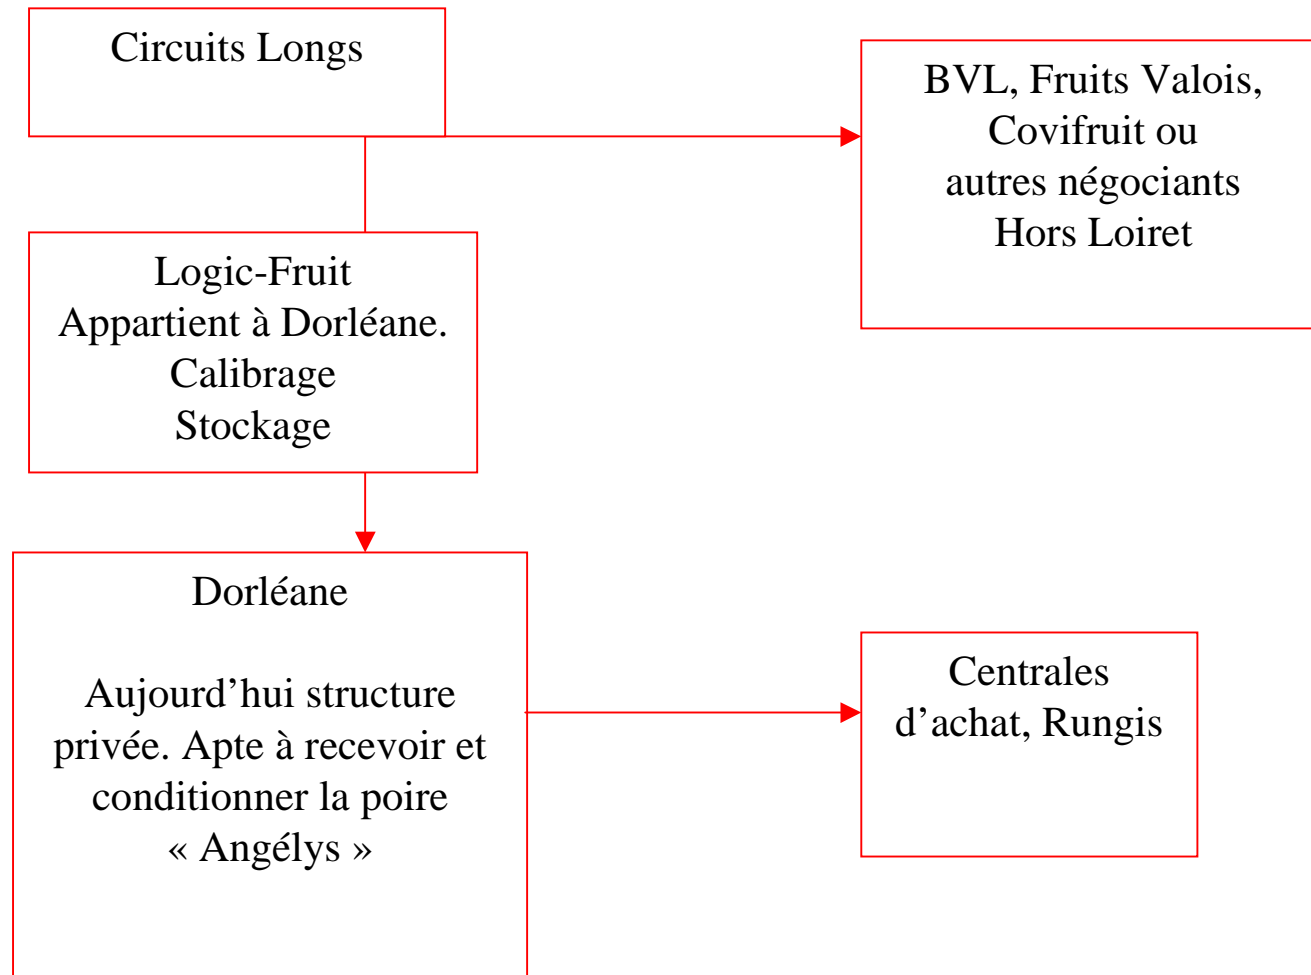 Circuits Longs
BVL, Fruits Valois,
Covifruit ou
autres négociants
Hors Loiret
Logic-Fruit
Appartient à Dorléane.
Calibrage
Stockage
Dorléane
Aujourd’hui structure
privée. Apte à recevoir et
conditionner la poire
« Angélys »
Centrales
d’achat, Rungis